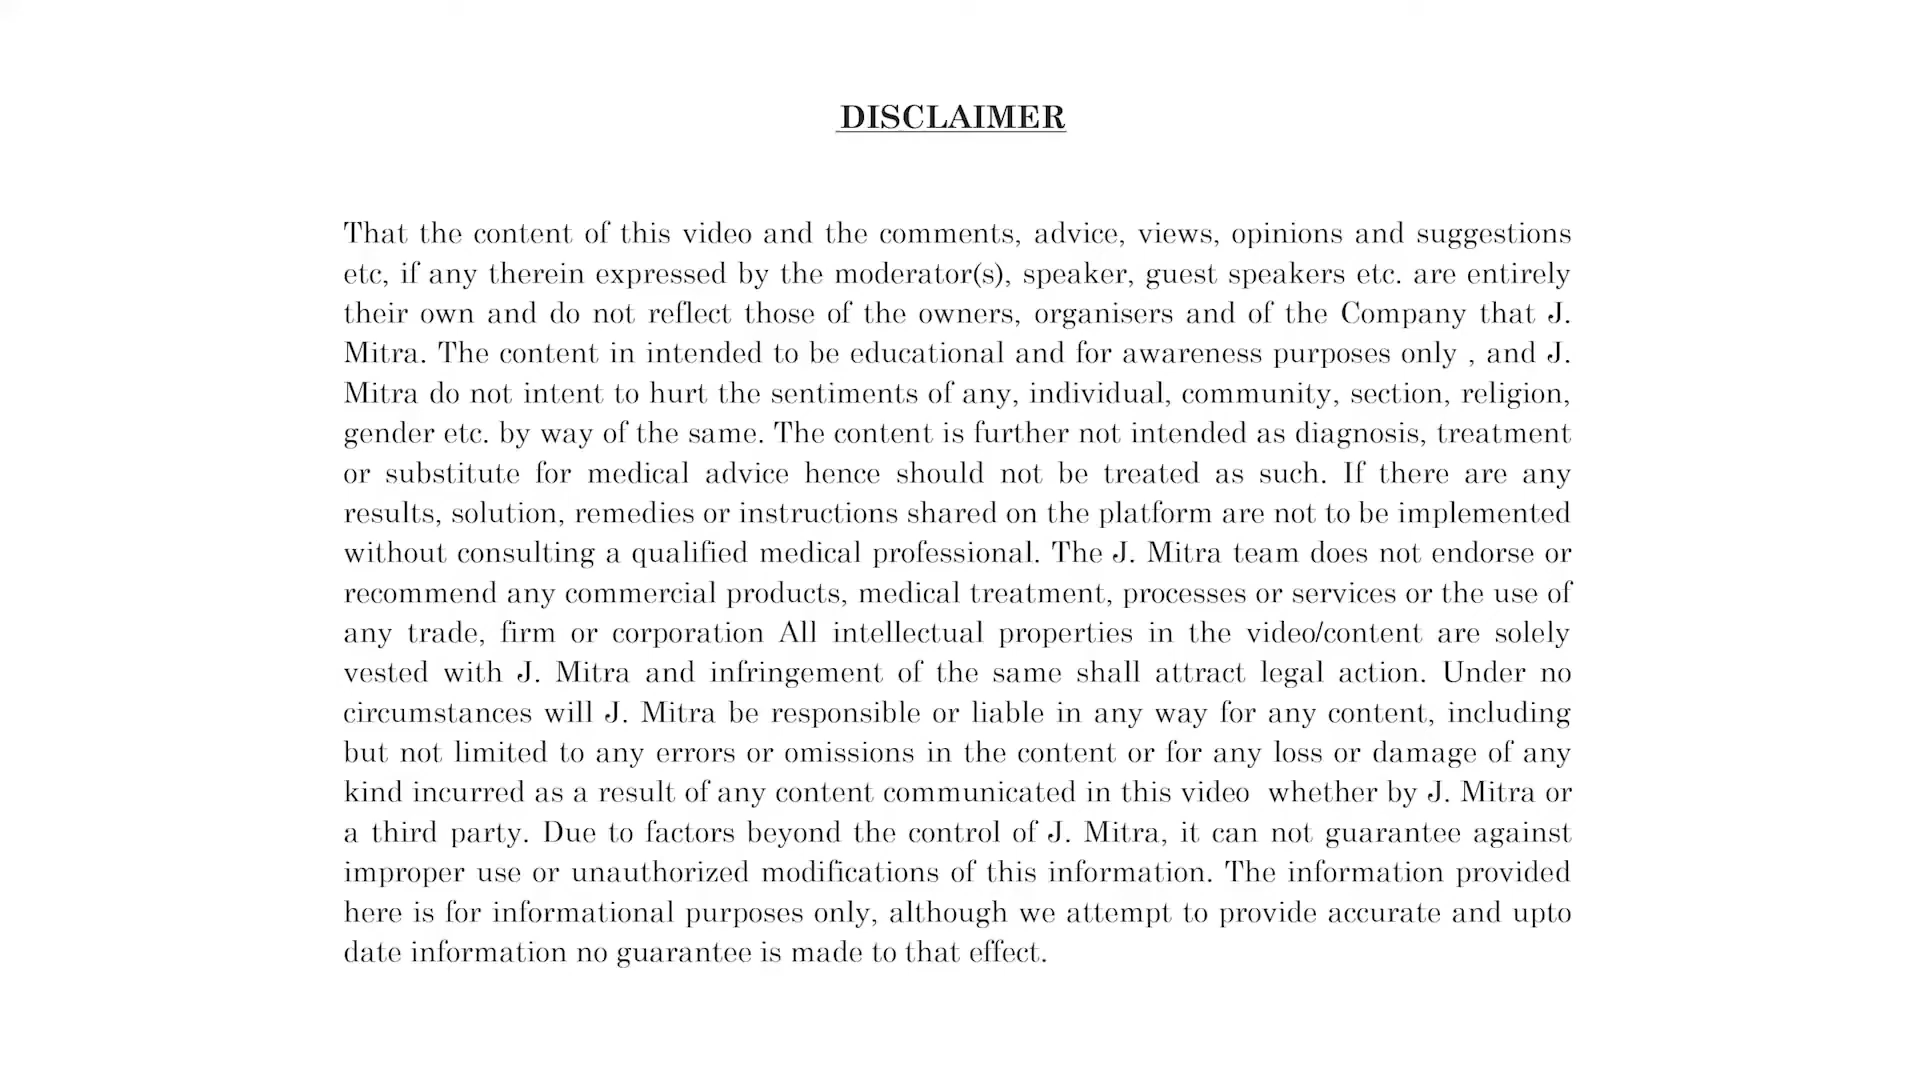 DISCLAIMER
That the content of this video and the comments, advice, views, opinions and suggestions
etc, if any therein expressed by the moderator(s), speaker, guest speakers etc. are entirely
their own and do not reflect those of the owners, organisers and of the Company that J.
Mitra. The content in intended to be educational and for awareness purposes only , and J.
Mitra do not intent to hurt the sentiments of any, individual, community, section, religion,
gender etc. by way of the same. The content is further not intended as diagnosis, treatment
or substitute for medical advice hence should not be treated as such. If there are any
results, solution, remedies or instructions shared on the platform are not to be implemented
without consulting a qualified medical professional. The J. Mitra team does not endorse or
recommend any commercial products, medical treatment, processes or services or the use of
any trade, firm or corporation All intellectual properties in the video/content are solely
vested with J. Mitra and infringement of the same shall attract legal action. Under no
circumstances will J. Mitra be responsible or liable in any way for any content, including
but not limited to any errors or omissions in the content or for any loss or damage of any
kind incurred as a result of any content communicated in this video  whether by J. Mitra or
a third party. Due to factors beyond the control of J. Mitra, it can not guarantee against
improper use or unauthorized modifications of this information. The information provided
here is for informational purposes only, although we attempt to provide accurate and upto
date information no guarantee is made to that effect.